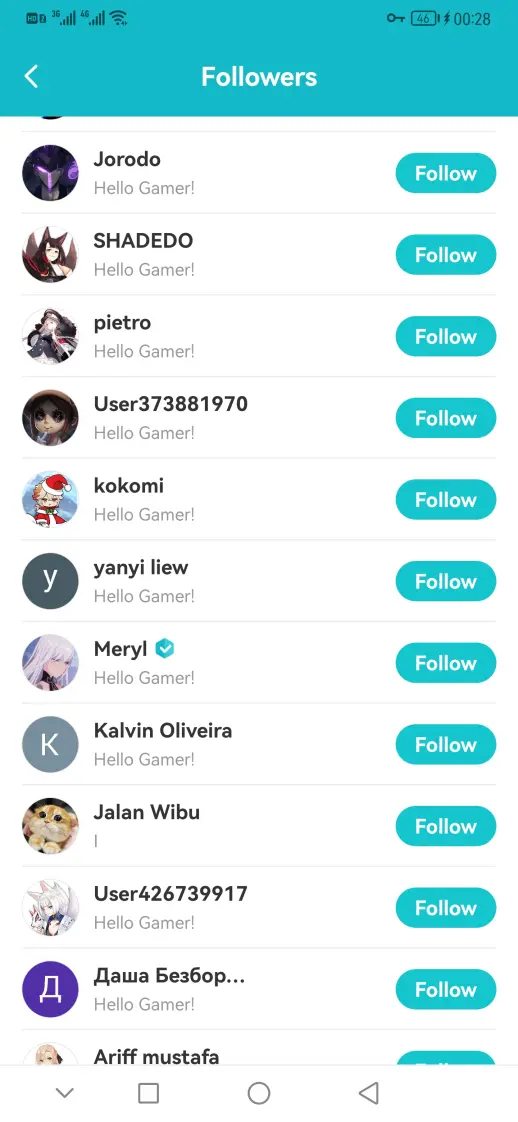 HD 2 3G 4G 46 00:28
Followers
Jorodo
Hello Gamer!
Follow
SHADEDO
Hello Gamer!
Follow
pietro
Hello Gamer!
Follow
User373881970
Hello Gamer!
Follow
kokomi
Hello Gamer!
Follow
y
yanyi liew
Hello Gamer!
Follow
Meryl
Hello Gamer!
Follow
K
Kalvin Oliveira
Hello Gamer!
Follow
Jalan Wibu
I
Follow
User426739917
Hello Gamer!
Follow
Д
Даша Безбор...
Hello Gamer!
Follow
Ariff mustafa